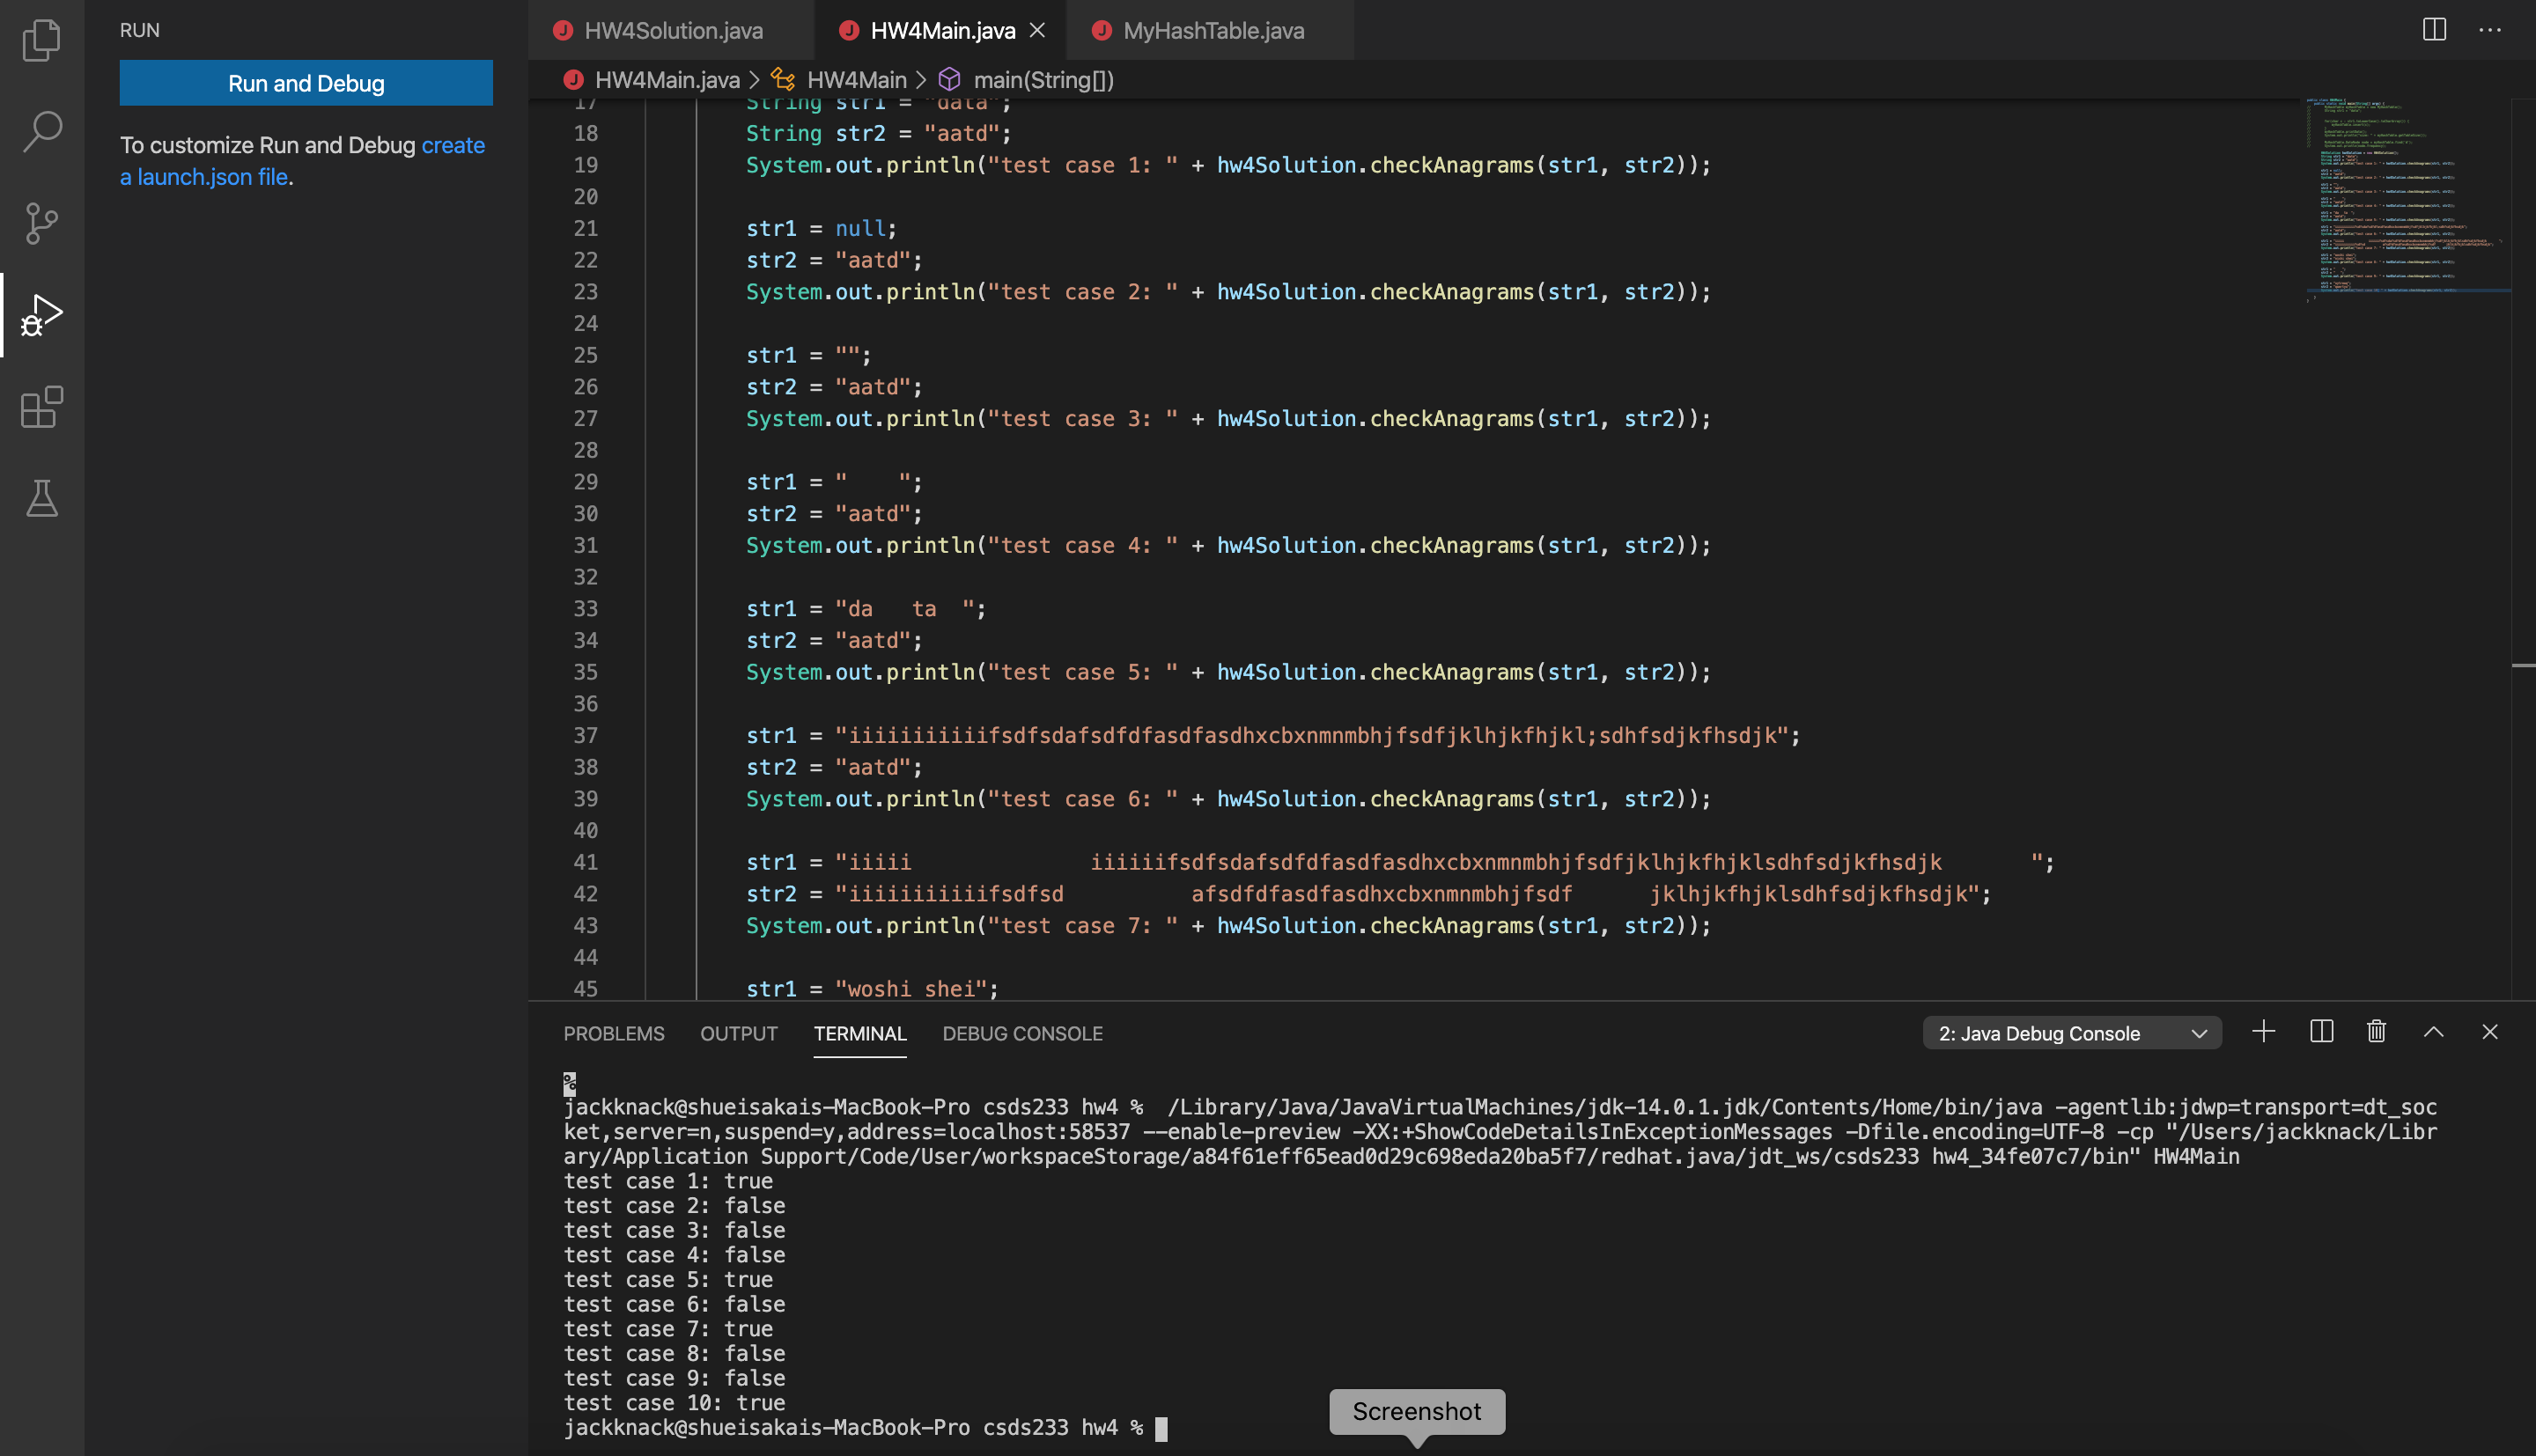 RUN
Run and Debug
To customize Run and Debug create
a launch.json file.
HW4Solution.java
HW4Main.java
MyHashTable.java
HW4Main.java > HW4Main > main(String[])
17 String str1 = "data";
18 String str2 = "aatd";
19 System.out.println("test case 1: " + hw4Solution.checkAnagrams(str1, str2));
20
21 str1 = null;
22 str2 = "aatd";
23 System.out.println("test case 2: " + hw4Solution.checkAnagrams(str1, str2));
24
25 str1 = "";
26 str2 = "aatd";
27 System.out.println("test case 3: " + hw4Solution.checkAnagrams(str1, str2));
28
29 str1 = "    ";
30 str2 = "aatd";
31 System.out.println("test case 4: " + hw4Solution.checkAnagrams(str1, str2));
32
33 str1 = "da   ta  ";
34 str2 = "aatd";
35 System.out.println("test case 5: " + hw4Solution.checkAnagrams(str1, str2));
36
37 str1 = "iiiiiiiiiiifsdfsdafsdfdfasdfasdhxcbxnmnmbhjfsdfjklhjkfhjkl;sdhfsdjkfhsdjk";
38 str2 = "aatd";
39 System.out.println("test case 6: " + hw4Solution.checkAnagrams(str1, str2));
40
41 str1 = "iiiii              iiiiiifsdfsdafsdfdfasdfasdhxcbxnmnmbhjfsdfjklhjkfhjklsdhfsdjkfhsdjk       ";
42 str2 = "iiiiiiiiiiifsdfsd          afsdfdfasdfasdhxcbxnmnmbhjfsdf      jklhjkfhjklsdhfsdjkfhsdjk";
43 System.out.println("test case 7: " + hw4Solution.checkAnagrams(str1, str2));
44
45 str1 = "woshi shei";
PROBLEMS OUTPUT TERMINAL DEBUG CONSOLE
2: Java Debug Console
%
jackknack@shueisakais-MacBook-Pro csds233 hw4 %  /Library/Java/JavaVirtualMachines/jdk-14.0.1.jdk/Contents/Home/bin/java -agentlib:jdwp=transport=dt_soc
ket,server=n,suspend=y,address=localhost:58537 --enable-preview -XX:+ShowCodeDetailsInExceptionMessages -Dfile.encoding=UTF-8 -cp "/Users/jackknack/Libr
ary/Application Support/Code/User/workspaceStorage/a84f61eff65ead0d29c698eda20ba5f7/redhat.java/jdt_ws/csds233 hw4_34fe07c7/bin" HW4Main
test case 1: true
test case 2: false
test case 3: false
test case 4: false
test case 5: true
test case 6: false
test case 7: true
test case 8: false
test case 9: false
test case 10: true
jackknack@shueisakais-MacBook-Pro csds233 hw4 %
Screenshot